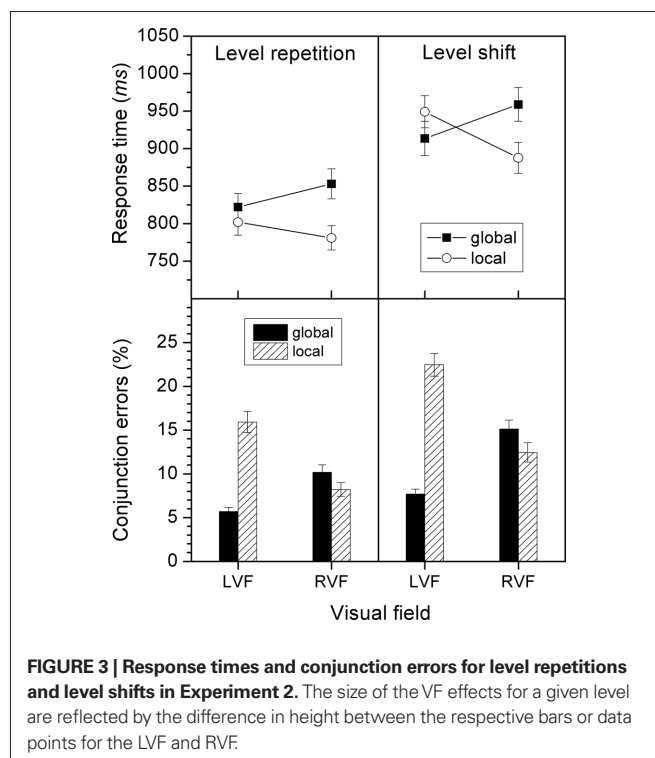 1050
1000
950
900
850
800
750
Response time (ms)
Level repetition
Level shift
global
local
25
20
15
10
5
0
Conjunction errors (%)
global
local
LVF
RVF
LVF
RVF
Visual field
FIGURE 3 | Response times and conjunction errors for level repetitions
and level shifts in Experiment 2. The size of the VF effects for a given level
are reflected by the difference in height between the respective bars or data
points for the LVF and RVF.